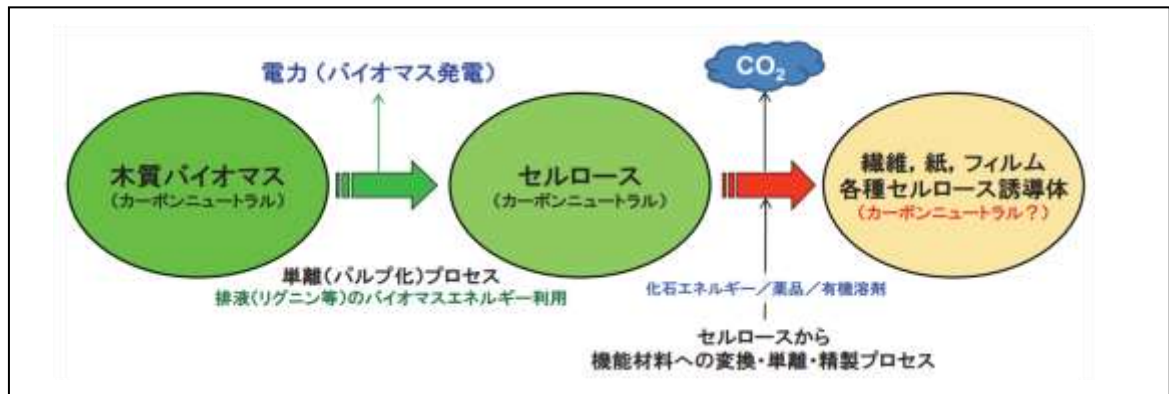 電力（バイオマス発電）
CO₂
木質バイオマス
（カーボンニュートラル）
セルロース
（カーボンニュートラル）
繊維，紙，フィルム
各種セルロース誘導体
（カーボンニュートラル？）
単離（パルプ化）プロセス
排液（リグニン等）のバイオマスエネルギー利用
化石エネルギー／薬品／有機溶剤
セルロースから
機能材料への変換・単離・精製プロセス